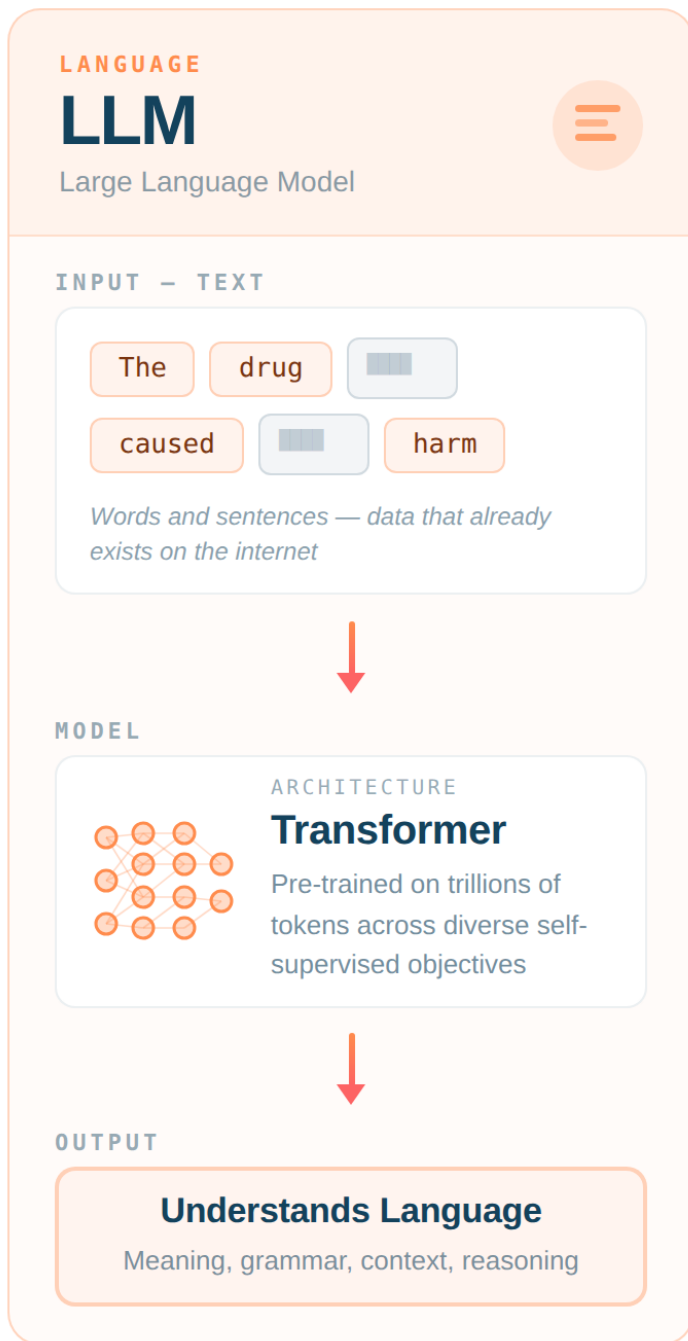 LANGUAGE
LLM
Large Language Model
INPUT — TEXT
The drug
caused harm
Words and sentences — data that already
exists on the internet
MODEL
ARCHITECTURE
Transformer
Pre-trained on trillions of
tokens across diverse self-
supervised objectives
OUTPUT
Understands Language
Meaning, grammar, context, reasoning